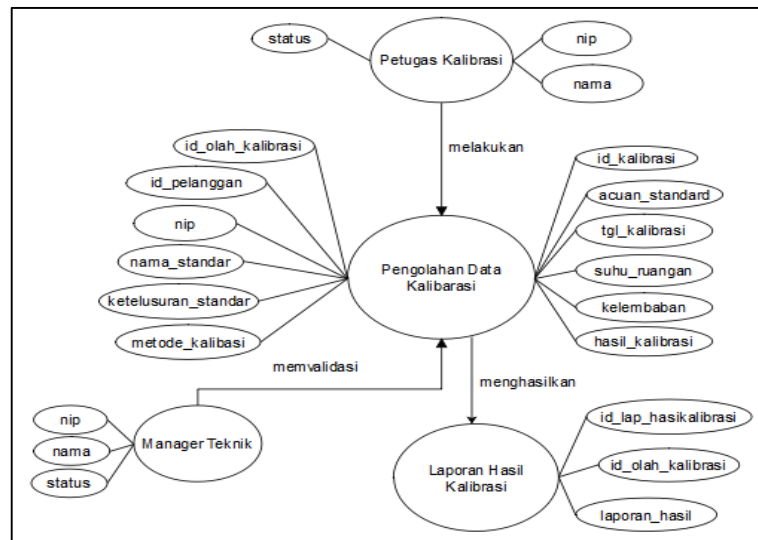 status
Petugas Kalibrasi
nip
nama
melakukan
id_olah_kalibrasi
id_pelanggan
nip
nama_standar
ketelusuran_standar
metode_kalibasi
Pengolahan Data
Kalibarasi
id_kalibrasi
acuan_standard
tgl_kalibrasi
suhu_ruangan
kelembaban
hasil_kalibrasi
memvalidasi
menghasilkan
nip
nama
status
Manager Teknik
Laporan Hasil
Kalibrasi
id_lap_hasikalibrasi
id_olah_kalibrasi
laporan_hasil